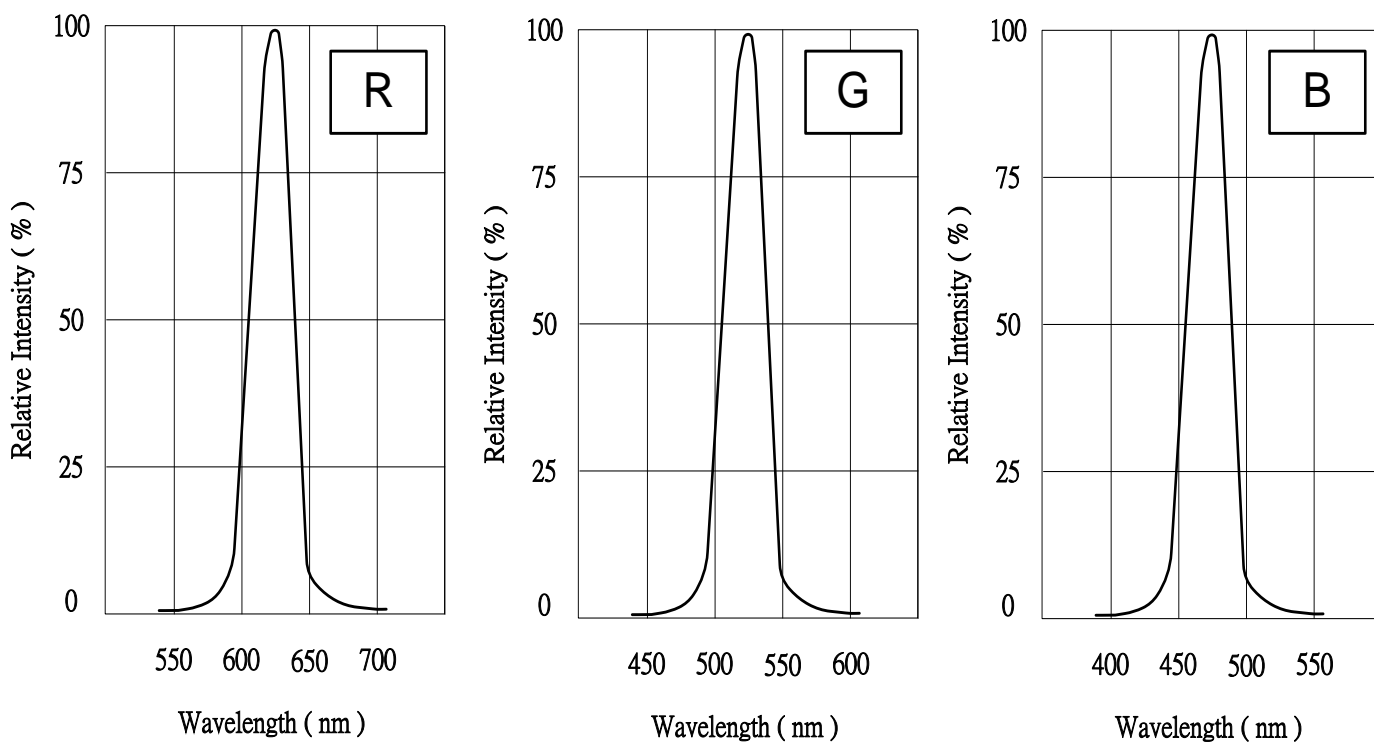 100
R
75
50
25
0
Relative Intensity ( % )
550 600 650 700
Wavelength ( nm )
100
G
75
50
25
0
Relative Intensity ( % )
450 500 550 600
Wavelength ( nm )
100
B
75
50
25
0
Relative Intensity ( % )
400 450 500 550
Wavelength ( nm )